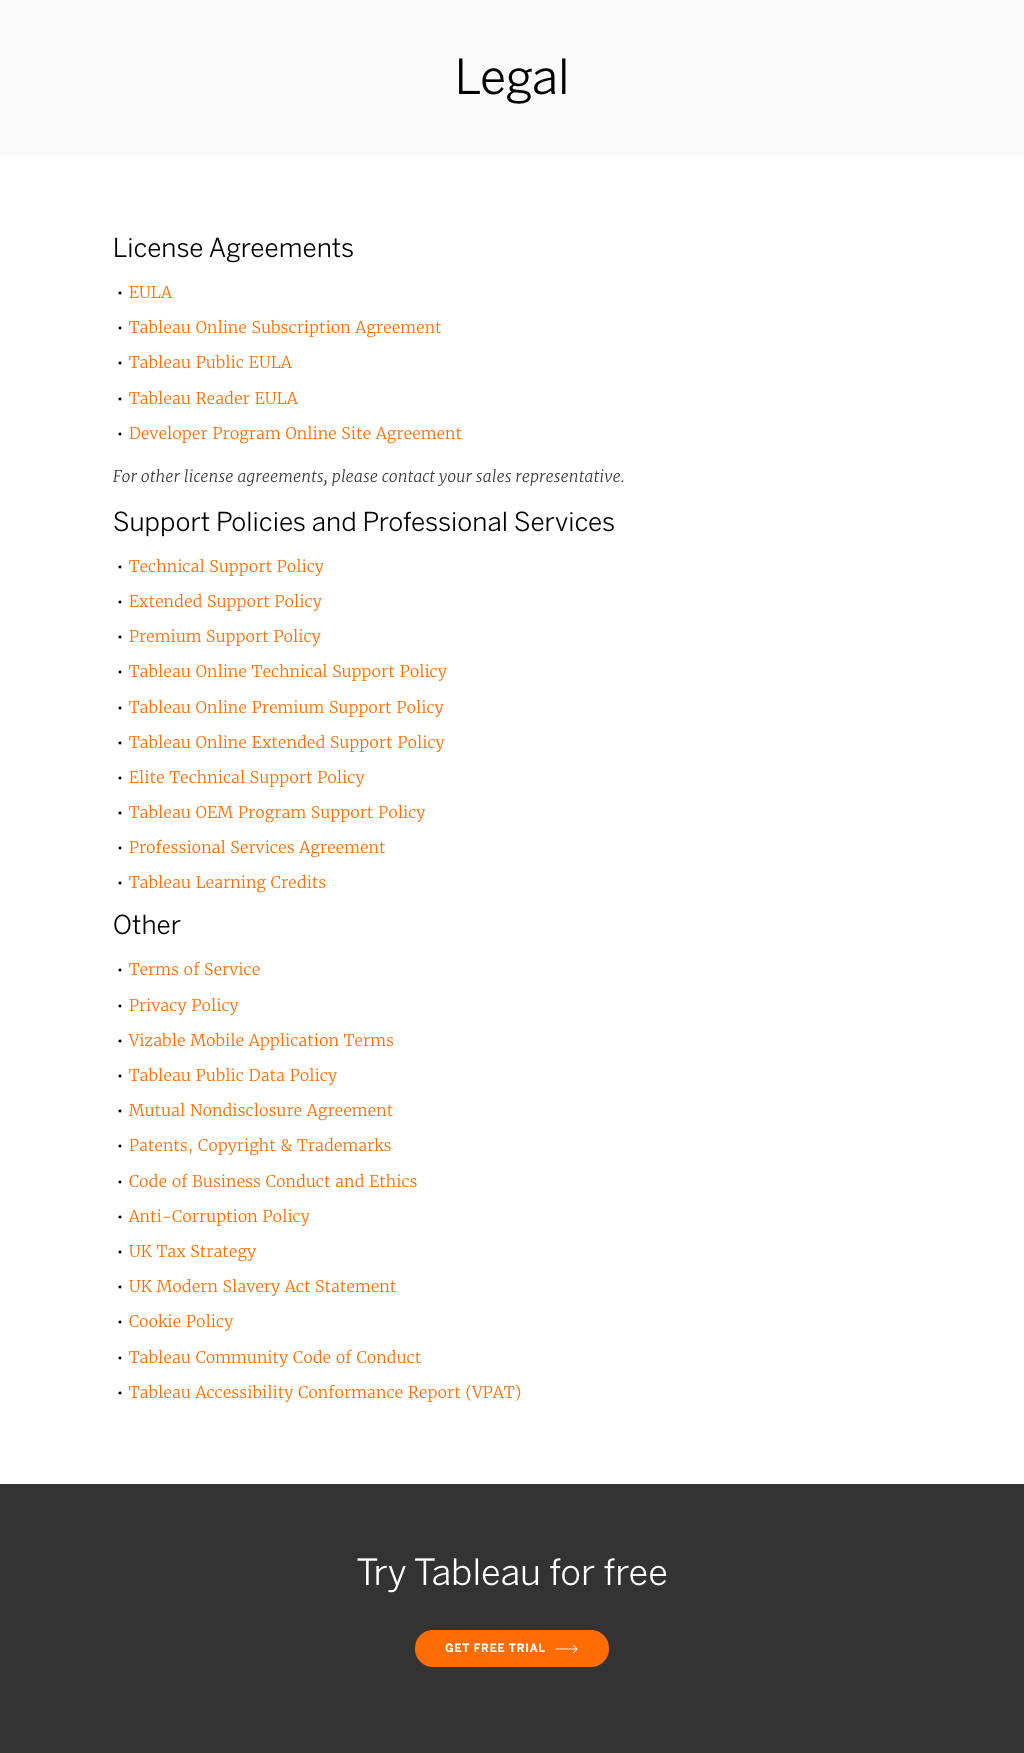 Legal
License Agreements
• EULA
• Tableau Online Subscription Agreement
• Tableau Public EULA
• Tableau Reader EULA
• Developer Program Online Site Agreement
For other license agreements, please contact your sales representative.
Support Policies and Professional Services
• Technical Support Policy
• Extended Support Policy
• Premium Support Policy
• Tableau Online Technical Support Policy
• Tableau Online Premium Support Policy
• Tableau Online Extended Support Policy
• Elite Technical Support Policy
• Tableau OEM Program Support Policy
• Professional Services Agreement
• Tableau Learning Credits
Other
• Terms of Service
• Privacy Policy
• Vizable Mobile Application Terms
• Tableau Public Data Policy
• Mutual Nondisclosure Agreement
• Patents, Copyright & Trademarks
• Code of Business Conduct and Ethics
• Anti-Corruption Policy
• UK Tax Strategy
• UK Modern Slavery Act Statement
• Cookie Policy
• Tableau Community Code of Conduct
• Tableau Accessibility Conformance Report (VPAT)
Try Tableau for free
GET FREE TRIAL